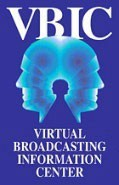 VBIC
VIRTUAL
BROADCASTING
INFORMATION
CENTER